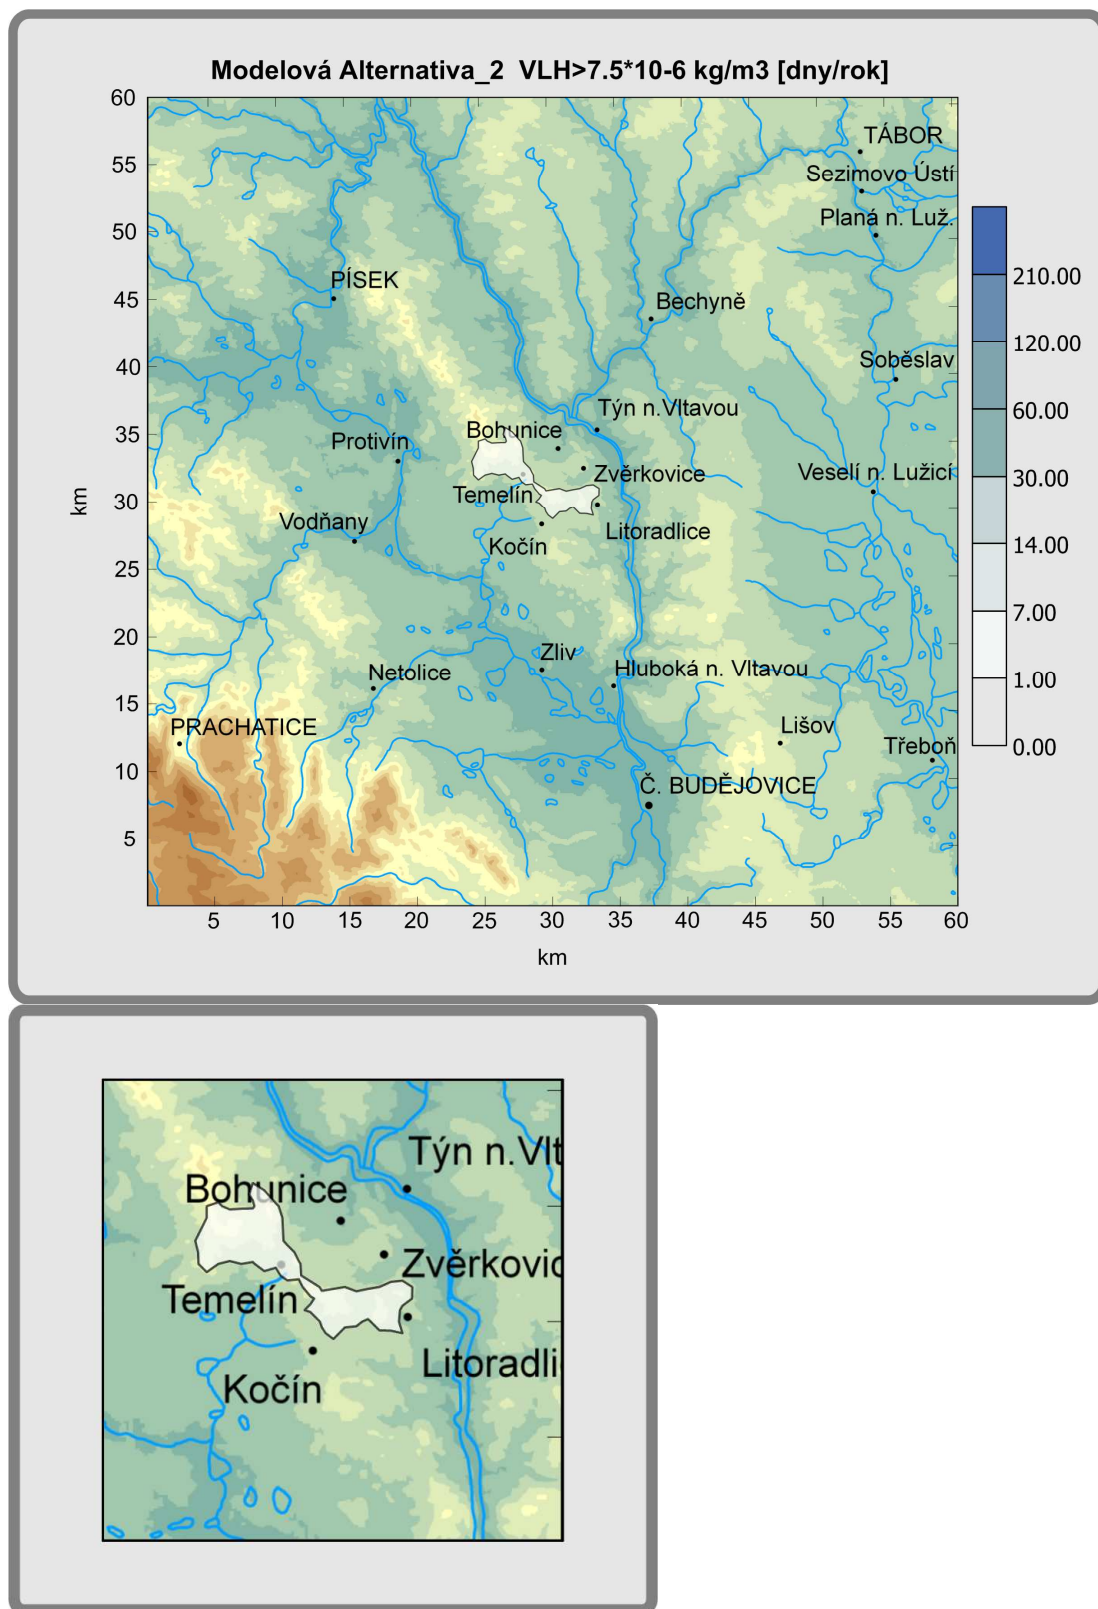 Modelová Alternativa_2 VLH>7.5*10-6 kg/m3 [dny/rok]
60
55
50
45
40
35
30
25
20
15
10
5
km
TÁBOR
Sezimovo Ústí
Planá n. Luž.
PÍSEK
Bechyně
Soběslav
Týn n.Vltavou
Bohunice
Protivín
Zvěrkovice
Veselí n. Lužicí
Temelín
Vodňany
Litoradlice
Kočín
Zliv
Hluboká n. Vltavou
Netolice
PRACHATICE
Lišov
Třeboň
Č. BUDĚJOVICE
5 10 15 20 25 30 35 40 45 50 55 60
km
210.00
120.00
60.00
30.00
14.00
7.00
1.00
0.00
Týn n.Vlt
Bohunice
Zvěrkovic
Temelín
Litoradli
Kočín